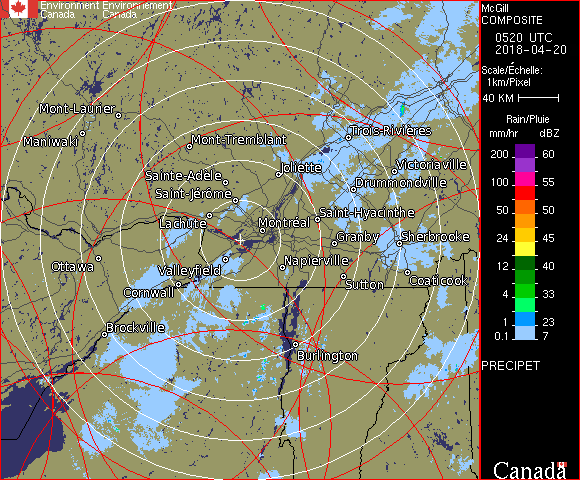 Environment Environnement
Canada Canada
McGill
COMPOSITE
0520 UTC
2018-04-20
Scale/Échelle:
1km/Pixel
40 KM
Rain/Pluie
mm/hr dBZ
200 60
100 55
50 50
24 45
12 40
4 33
1 23
0.1 7
PRECIPET
Canada
Mont-Laurier
Maniwaki
Mont-Tremblant
Trois-Rivières
Joliette
Victoriaville
Sainte-Adèle
Drummondville
Saint-Jérôme
Saint-Hyacinthe
Lachute
Montréal
Granby
Sherbrooke
Ottawa
Valleyfield
Napierville
Coaticook
Sutton
Cornwall
Brockville
Burlington